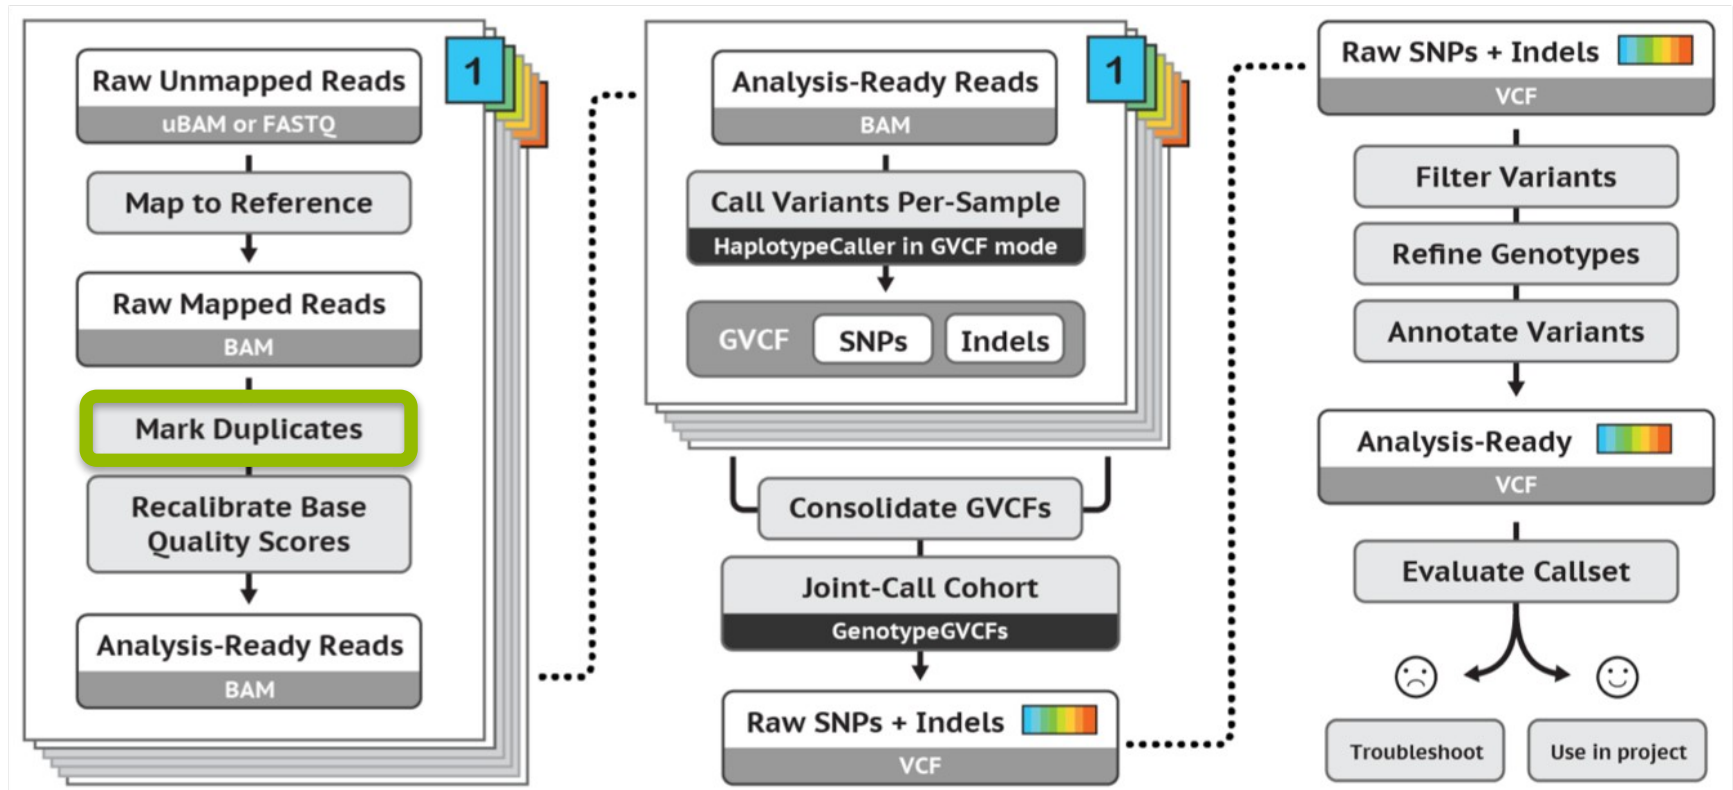 1
Raw Unmapped Reads
uBAM or FASTQ
Map to Reference
Raw Mapped Reads
BAM
Mark Duplicates
Recalibrate Base
Quality Scores
Analysis-Ready Reads
BAM
1
Analysis-Ready Reads
BAM
Call Variants Per-Sample
HaplotypeCaller in GVCF mode
GVCF SNPs Indels
Consolidate GVCFs
Joint-Call Cohort
GenotypeGVCFs
Raw SNPs + Indels
VCF
Raw SNPs + Indels
VCF
Filter Variants
Refine Genotypes
Annotate Variants
Analysis-Ready
VCF
Evaluate Callset
Troubleshoot
Use in project